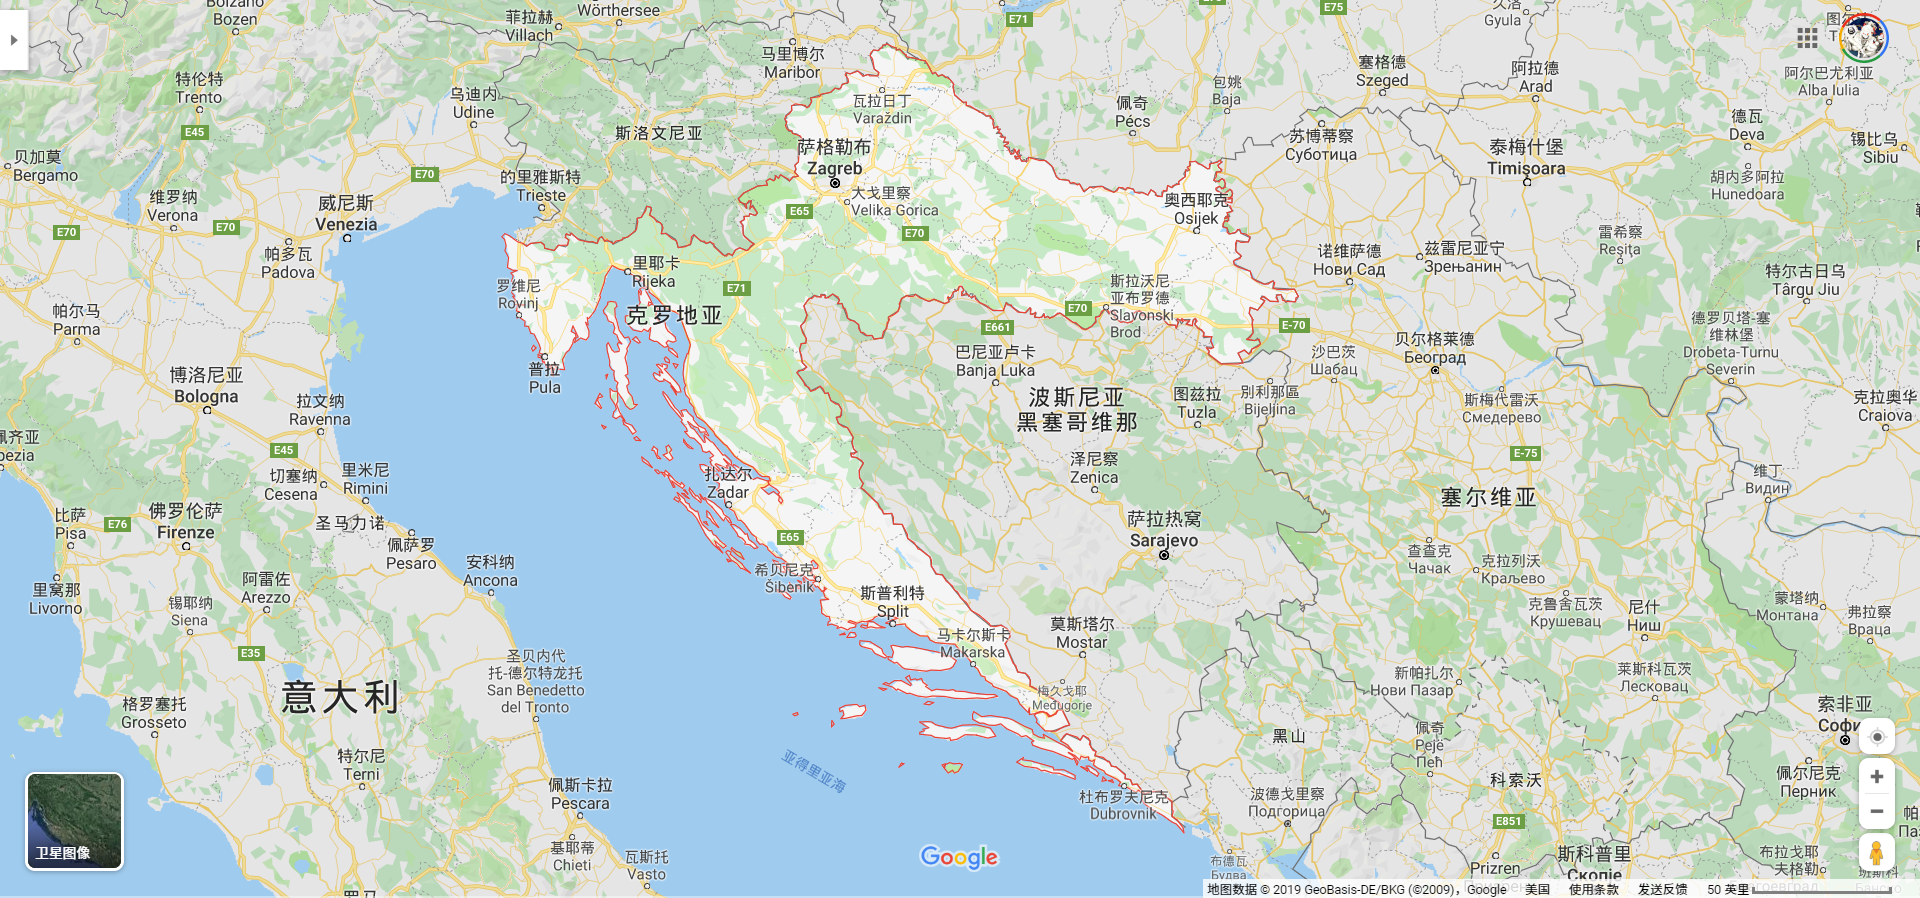 Bolzano
Bozen
菲拉赫
Villach
Wörthersee
E71
E75
久洛
Gyula
特伦托
Trento
乌迪内
Udine
马里博尔
Maribor
瓦拉日丁
Varaždin
佩奇
Pécs
包姚
Baja
塞格德
Szeged
阿拉德
Arad
阿尔巴尤利亚
Alba Iulia
德瓦
Deva
锡比乌
Sibiu
E45
斯洛文尼亚
萨格勒布
Zagreb
苏博蒂察
Суботица
泰梅什堡
Timișoara
贝加莫
Bergamo
E70
的里雅斯特
Trieste
维罗纳
Verona
威尼斯
Venezia
大戈里察
Velika Gorica
奥西耶克
Osijek
胡内多阿拉
Hunedoara
E70
E70
E65
E70
帕多瓦
Padova
里耶卡
Rijeka
诺维萨德
Нови Сад
兹雷尼亚宁
Зрењанин
雷希察
Reșița
特尔古日乌
Târgu Jiu
罗维尼
Rovinj
E71
克罗地亚
斯拉沃尼
亚布罗德
Slavonski
Brod
E70
E661
E-70
帕尔马
Parma
德罗贝塔-塞
维林堡
Drobeta-Turnu
Severin
巴尼亚卢卡
Banja Luka
沙巴茨
Шабац
贝尔格莱德
Београд
普拉
Pula
博洛尼亚
Bologna
拉文纳
Ravenna
波斯尼亚
黑塞哥维那
图兹拉
Tuzla
別利那區
Bijeljina
斯梅代雷沃
Смедерево
克拉奥华
Craiova
E45
里米尼
Rimini
切塞纳
Cesena
扎达尔
Zadar
泽尼察
Zenica
E-75
维丁
Видин
塞尔维亚
比萨
Pisa
E76
佛罗伦萨
Firenze
圣马力诺
佩萨罗
Pesaro
安科纳
Ancona
E65
萨拉热窝
Sarajevo
查查克
Чачак
克拉列沃
Краљево
里窝那
Livorno
阿雷佐
Arezzo
希贝尼克
Šibenik
斯普利特
Split
锡耶纳
Siena
莫斯塔尔
Mostar
克鲁舍瓦茨
Крушевац
尼什
Ниш
蒙塔纳
Монтана
弗拉察
Враца
E35
马卡尔斯卡
Makarska
圣贝内代
托-德尔特龙托
San Benedetto
del Tronto
意大利
格罗塞托
Grosseto
梅久戈耶
Međugorje
新帕扎尔
Нови Пазар
莱斯科瓦茨
Лесковац
索非亚
黑山
佩奇
Peje
Пећ
特尔尼
Terni
亚得里亚海
科索沃
佩尔尼克
Перник
佩斯卡拉
Pescara
杜布罗夫尼克
Dubrovnik
波德戈里察
Подгорица
E851
卫星图像
基耶蒂
Chieti
瓦斯托
Vasto
Google
布德瓦
Будва
Prizren
斯科普里
Скопје
布拉戈耶
夫格勒
地图数据 © 2019 GeoBasis-DE/BKG (©2009)，Google 美国 使用条款 发送反馈 50 英里